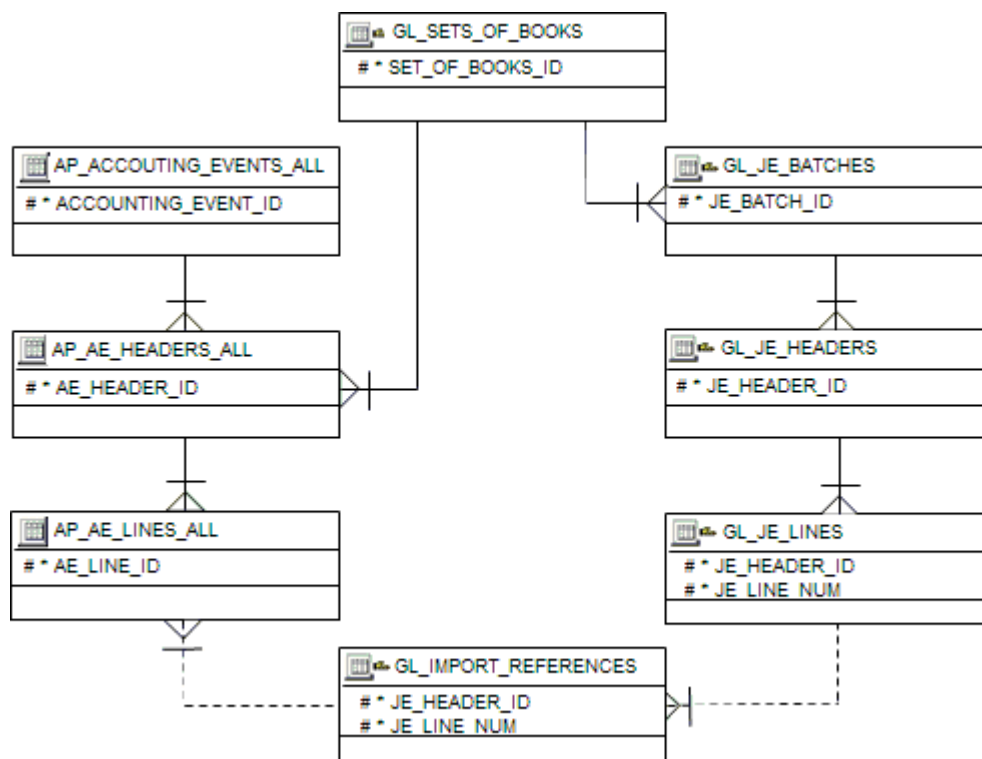 GL_SETS_OF_BOOKS
# * SET_OF_BOOKS_ID
AP_ACCOUTING_EVENTS_ALL
# * ACCOUNTING_EVENT_ID
GL_JE_BATCHES
# * JE_BATCH_ID
AP_AE_HEADERS_ALL
# * AE_HEADER_ID
GL_JE_HEADERS
# * JE_HEADER_ID
AP_AE_LINES_ALL
# * AE_LINE_ID
GL_JE_LINES
# * JE_HEADER_ID
# * JE_LINE_NUM
GL_IMPORT_REFERENCES
# * JE_HEADER_ID
# * JE_LINE_NUM